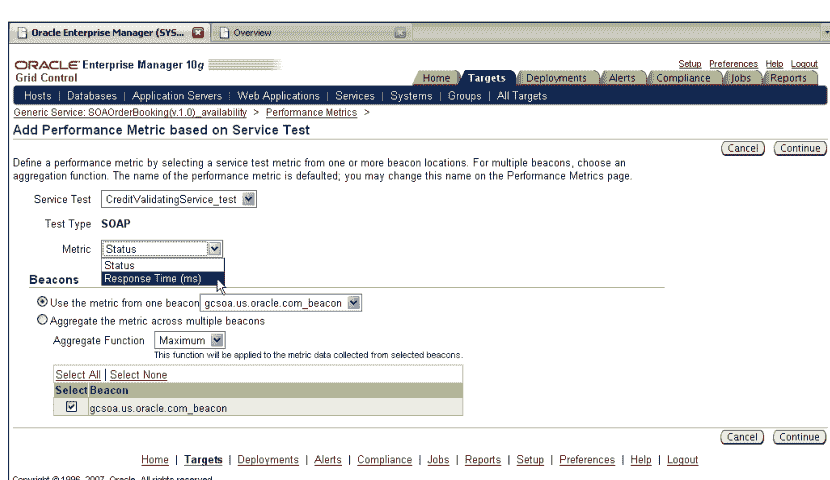 Oracle Enterprise Manager (SYS... Overview
ORACLE Enterprise Manager 10g Setup Preferences Help Logout
Grid Control Home Targets Deployments Alerts Compliance Jobs Reports
Hosts | Databases | Application Servers | Web Applications | Services | Systems | Groups | All Targets
Generic Service: SOAOrderBooking(v.1.0)_availability > Performance Metrics >
Add Performance Metric based on Service Test
Cancel Continue
Define a performance metric by selecting a service test metric from one or more beacon locations. For multiple beacons, choose an
aggregation function. The name of the performance metric is defaulted; you may change this name on the Performance Metrics page.
Service Test CreditValidatingService_test
Test Type SOAP
Metric Status
Status
Response Time (ms)
Beacons
Use the metric from one beacon gcsoa.us.oracle.com_beacon
Aggregate the metric across multiple beacons
Aggregate Function Maximum
This function will be applied to the metric data collected from selected beacons.
Select All | Select None
Select Beacon
gcsoa.us.oracle.com_beacon
Cancel Continue
Home | Targets | Deployments | Alerts | Compliance | Jobs | Reports | Setup | Preferences | Help | Logout
Copyright © 1996, 2007, Oracle. All rights reserved.